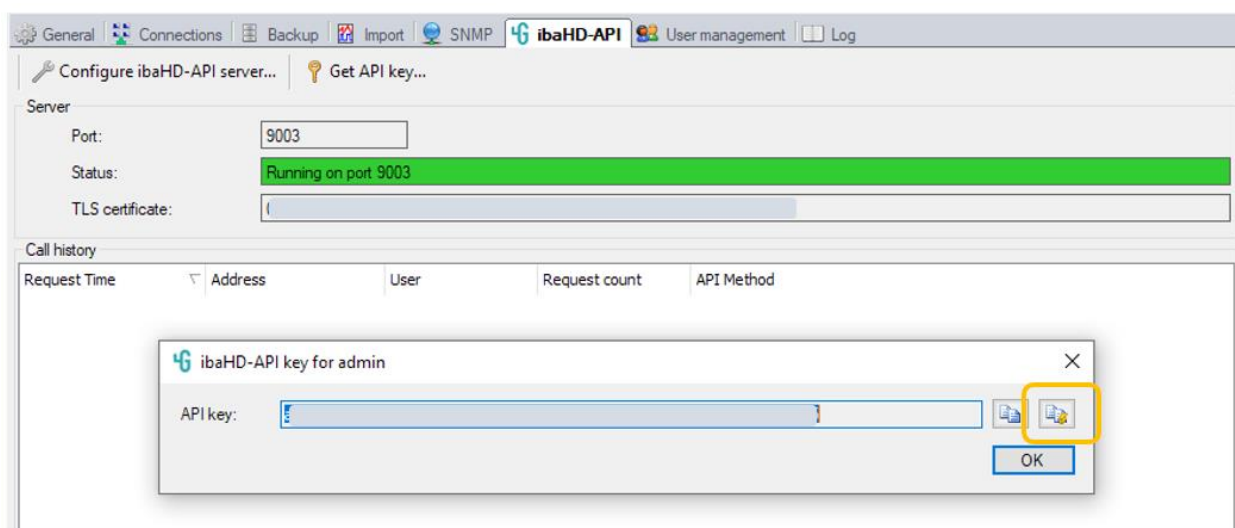 General Connections Backup Import SNMP ibaHD-API User management Log
Configure ibaHD-API server... Get API key...
Server
Port: 9003
Status: Running on port 9003
TLS certificate:
Call history
Request Time Address User Request count API Method
ibaHD-API key for admin
API key:
OK